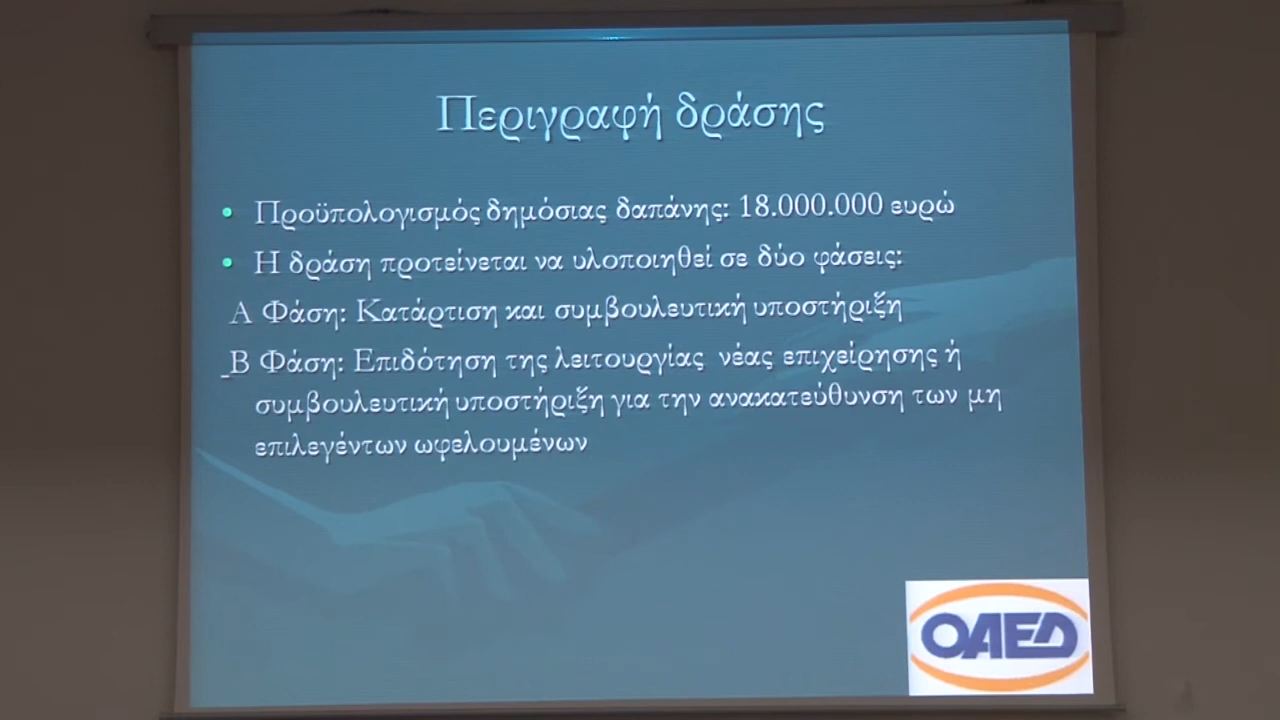 Περιγραφή δράσης
• Προϋπολογισμός δημόσιας δαπάνης: 18.000.000 ευρώ
• Η δράση προτείνεται να υλοποιηθεί σε δύο φάσεις:
Α Φάση: Κατάρτιση και συμβουλευτική υποστήριξη
_Β Φάση: Επιδότηση της λειτουργίας νέας επιχείρησης ή
συμβουλευτική υποστήριξη για την ανακατεύθυνση των μη
επιλεγέντων ωφελουμένων
ΟΑΕΔ